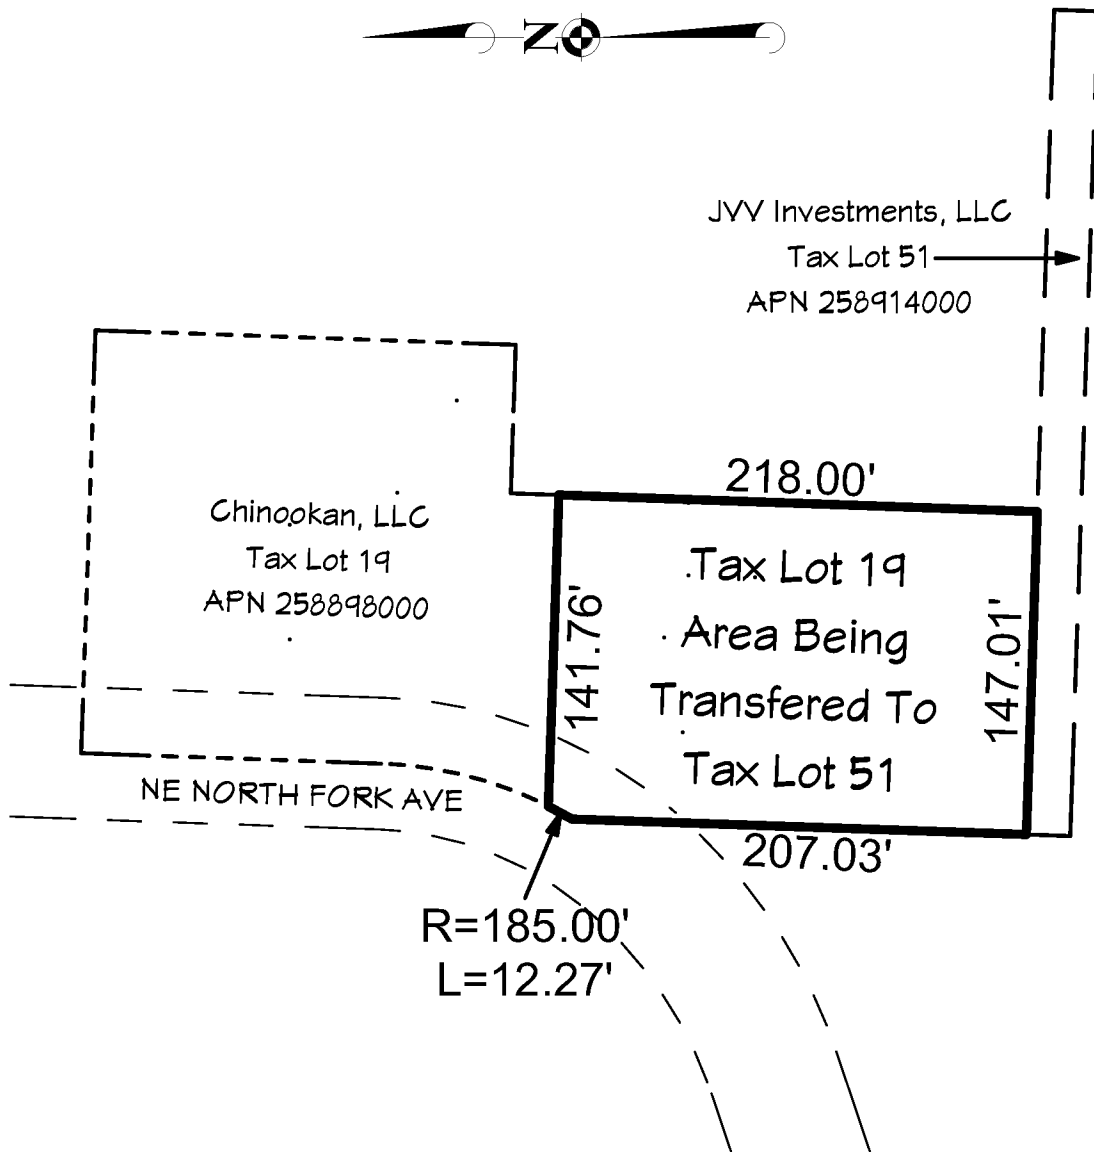 N
JVV Investments, LLC
Tax Lot 51
APN 258914000
218.00'
Chinookan, LLC
Tax Lot 19
APN 258898000
141.76'
Tax Lot 19
Area Being
Transfered To
Tax Lot 51
147.01'
NE NORTH FORK AVE
207.03'
R=185.00'
L=12.27'